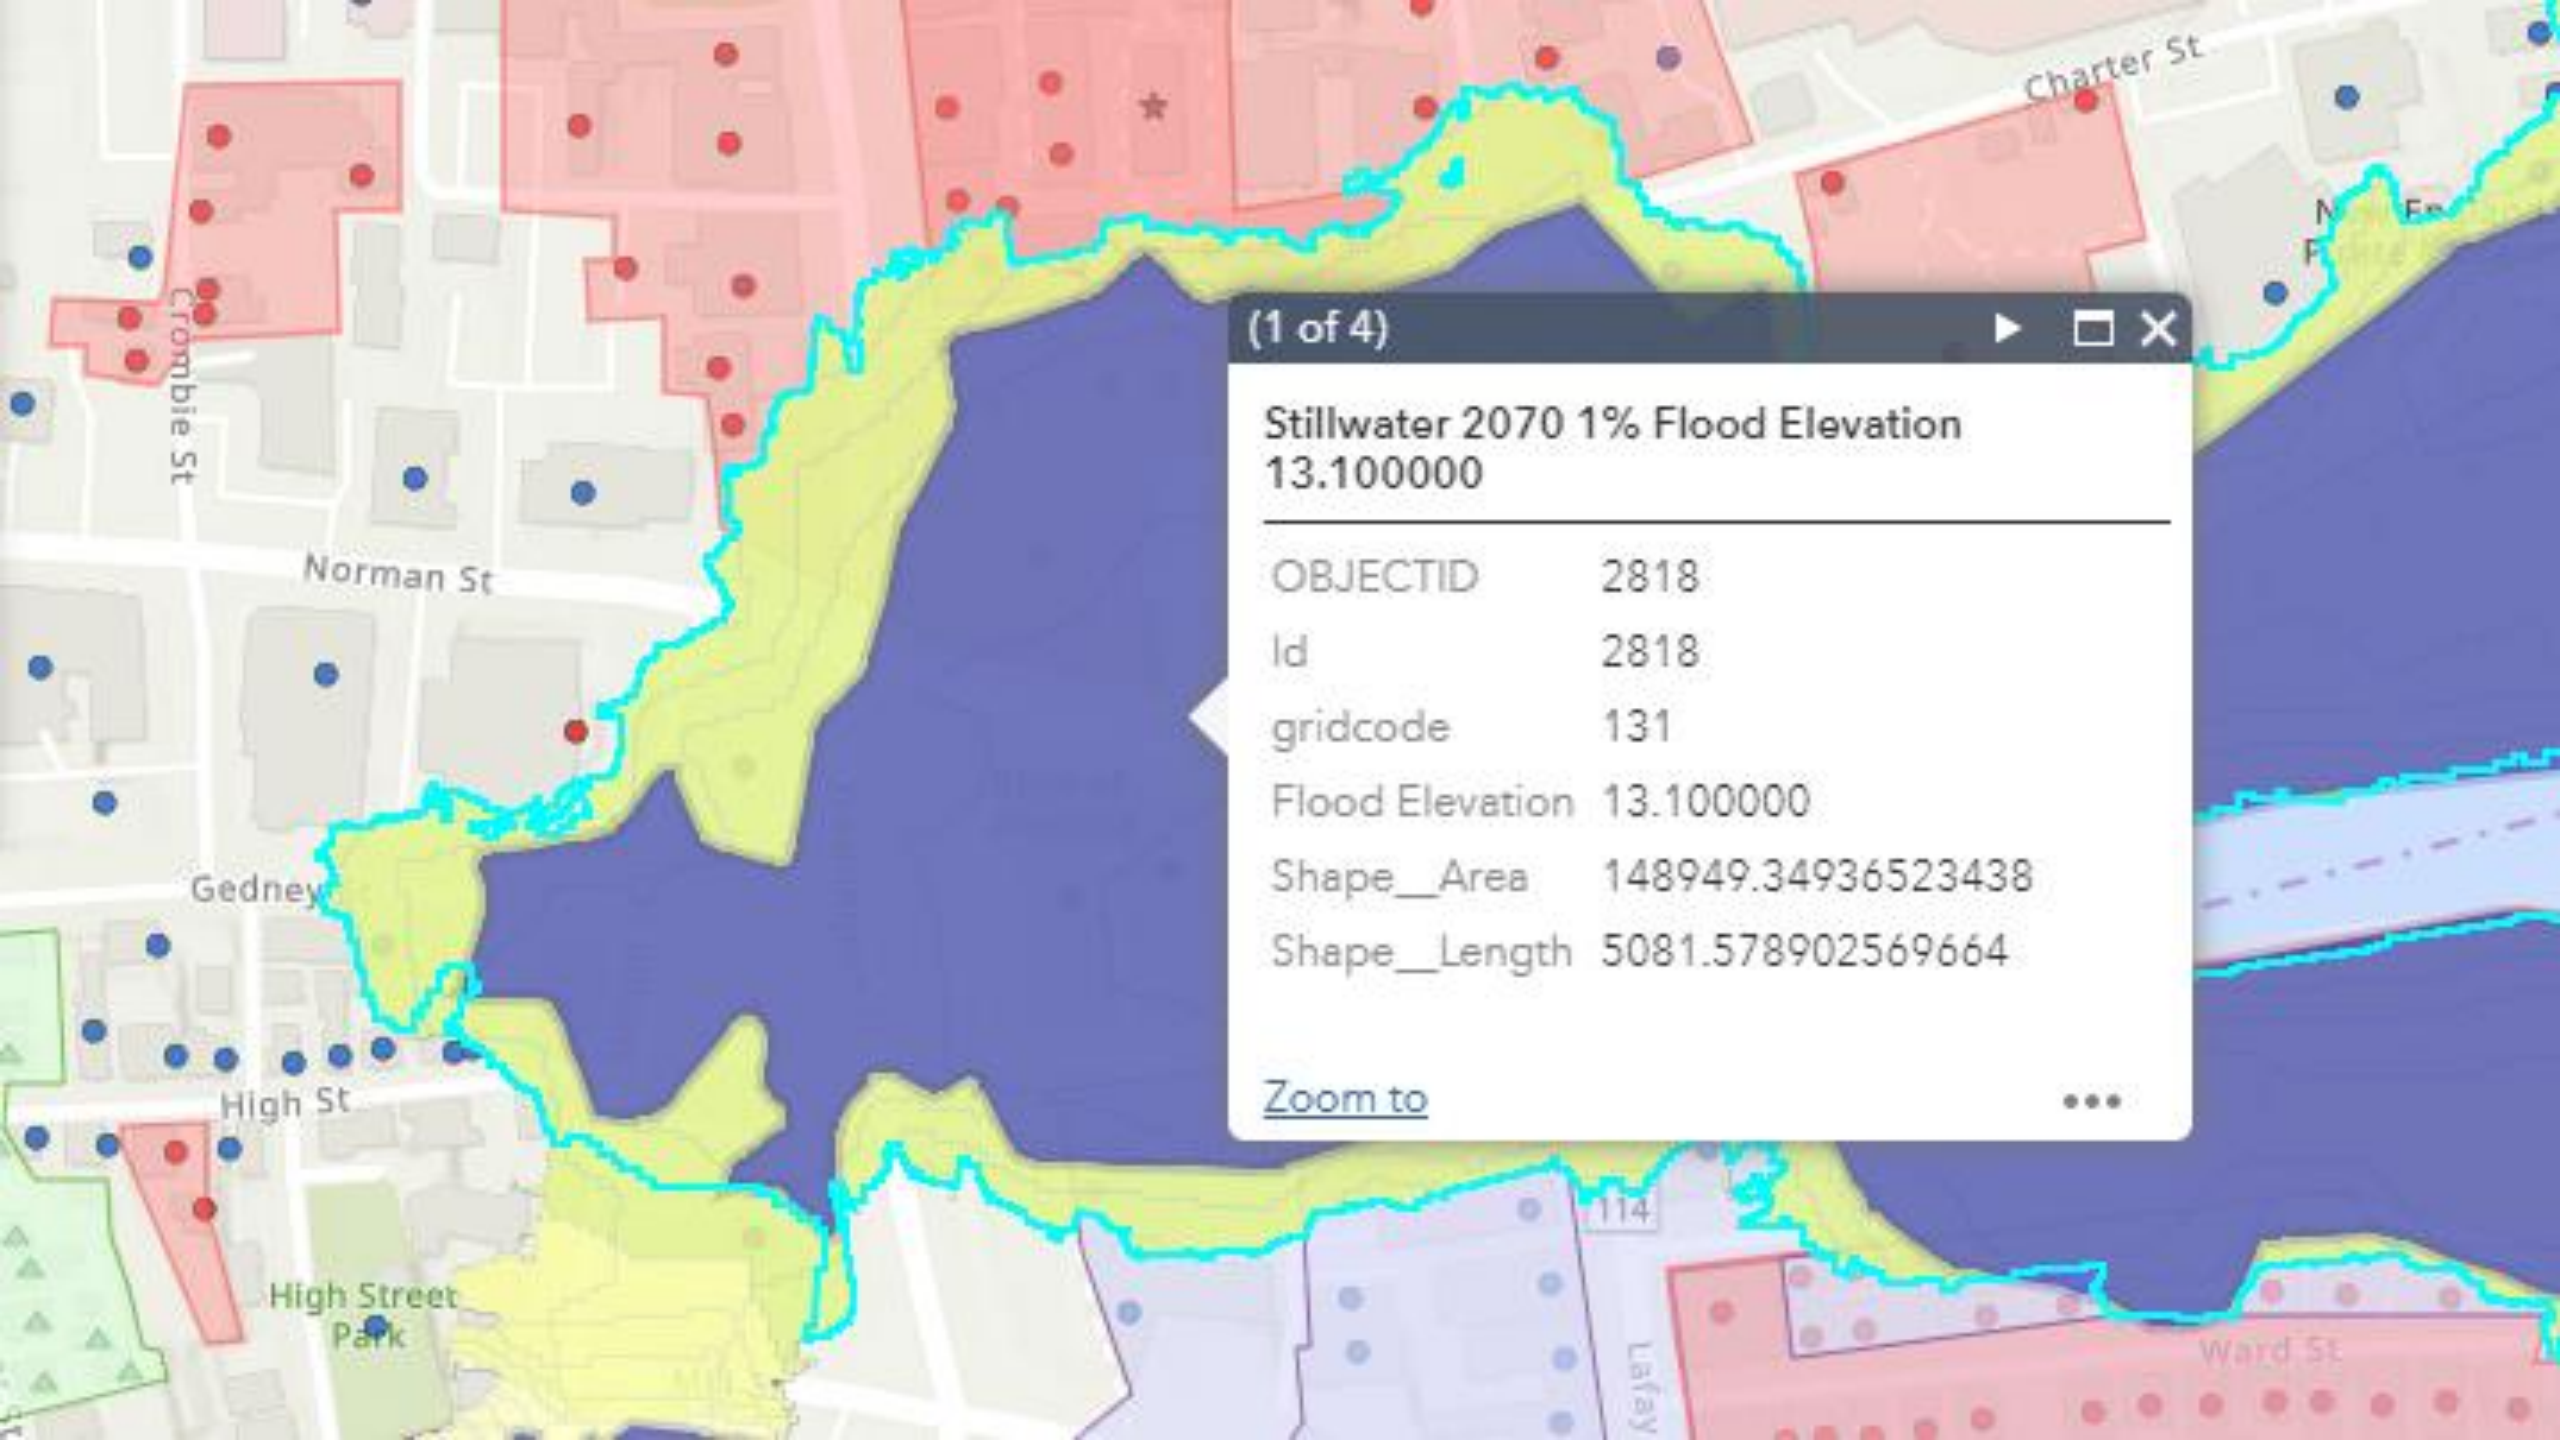 Charter St
Crombie St
(1 of 4)
Stillwater 2070 1% Flood Elevation
13.100000
OBJECTID 2818
Id 2818
gridcode 131
Flood Elevation 13.100000
Shape__Area 148949.34936523438
Shape__Length 5081.578902569664
Zoom to
Norman St
Gedney
High St
114
High Street
Park
Lafay
Ward St